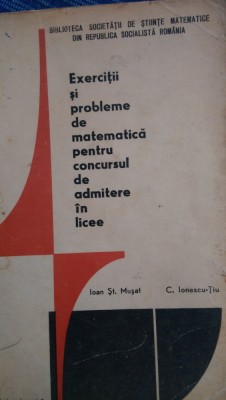 BIBLIOTECA SOCIETĂȚII DE ȘTIINȚE MATEMATICE
DIN REPUBLICA SOCIALISTĂ ROMÂNIA
Exerciții
și
probleme
de
matematică
pentru
concursul
de
admitere
în
licee
Ioan Șt. Mușat C. Ionescu-Țiu